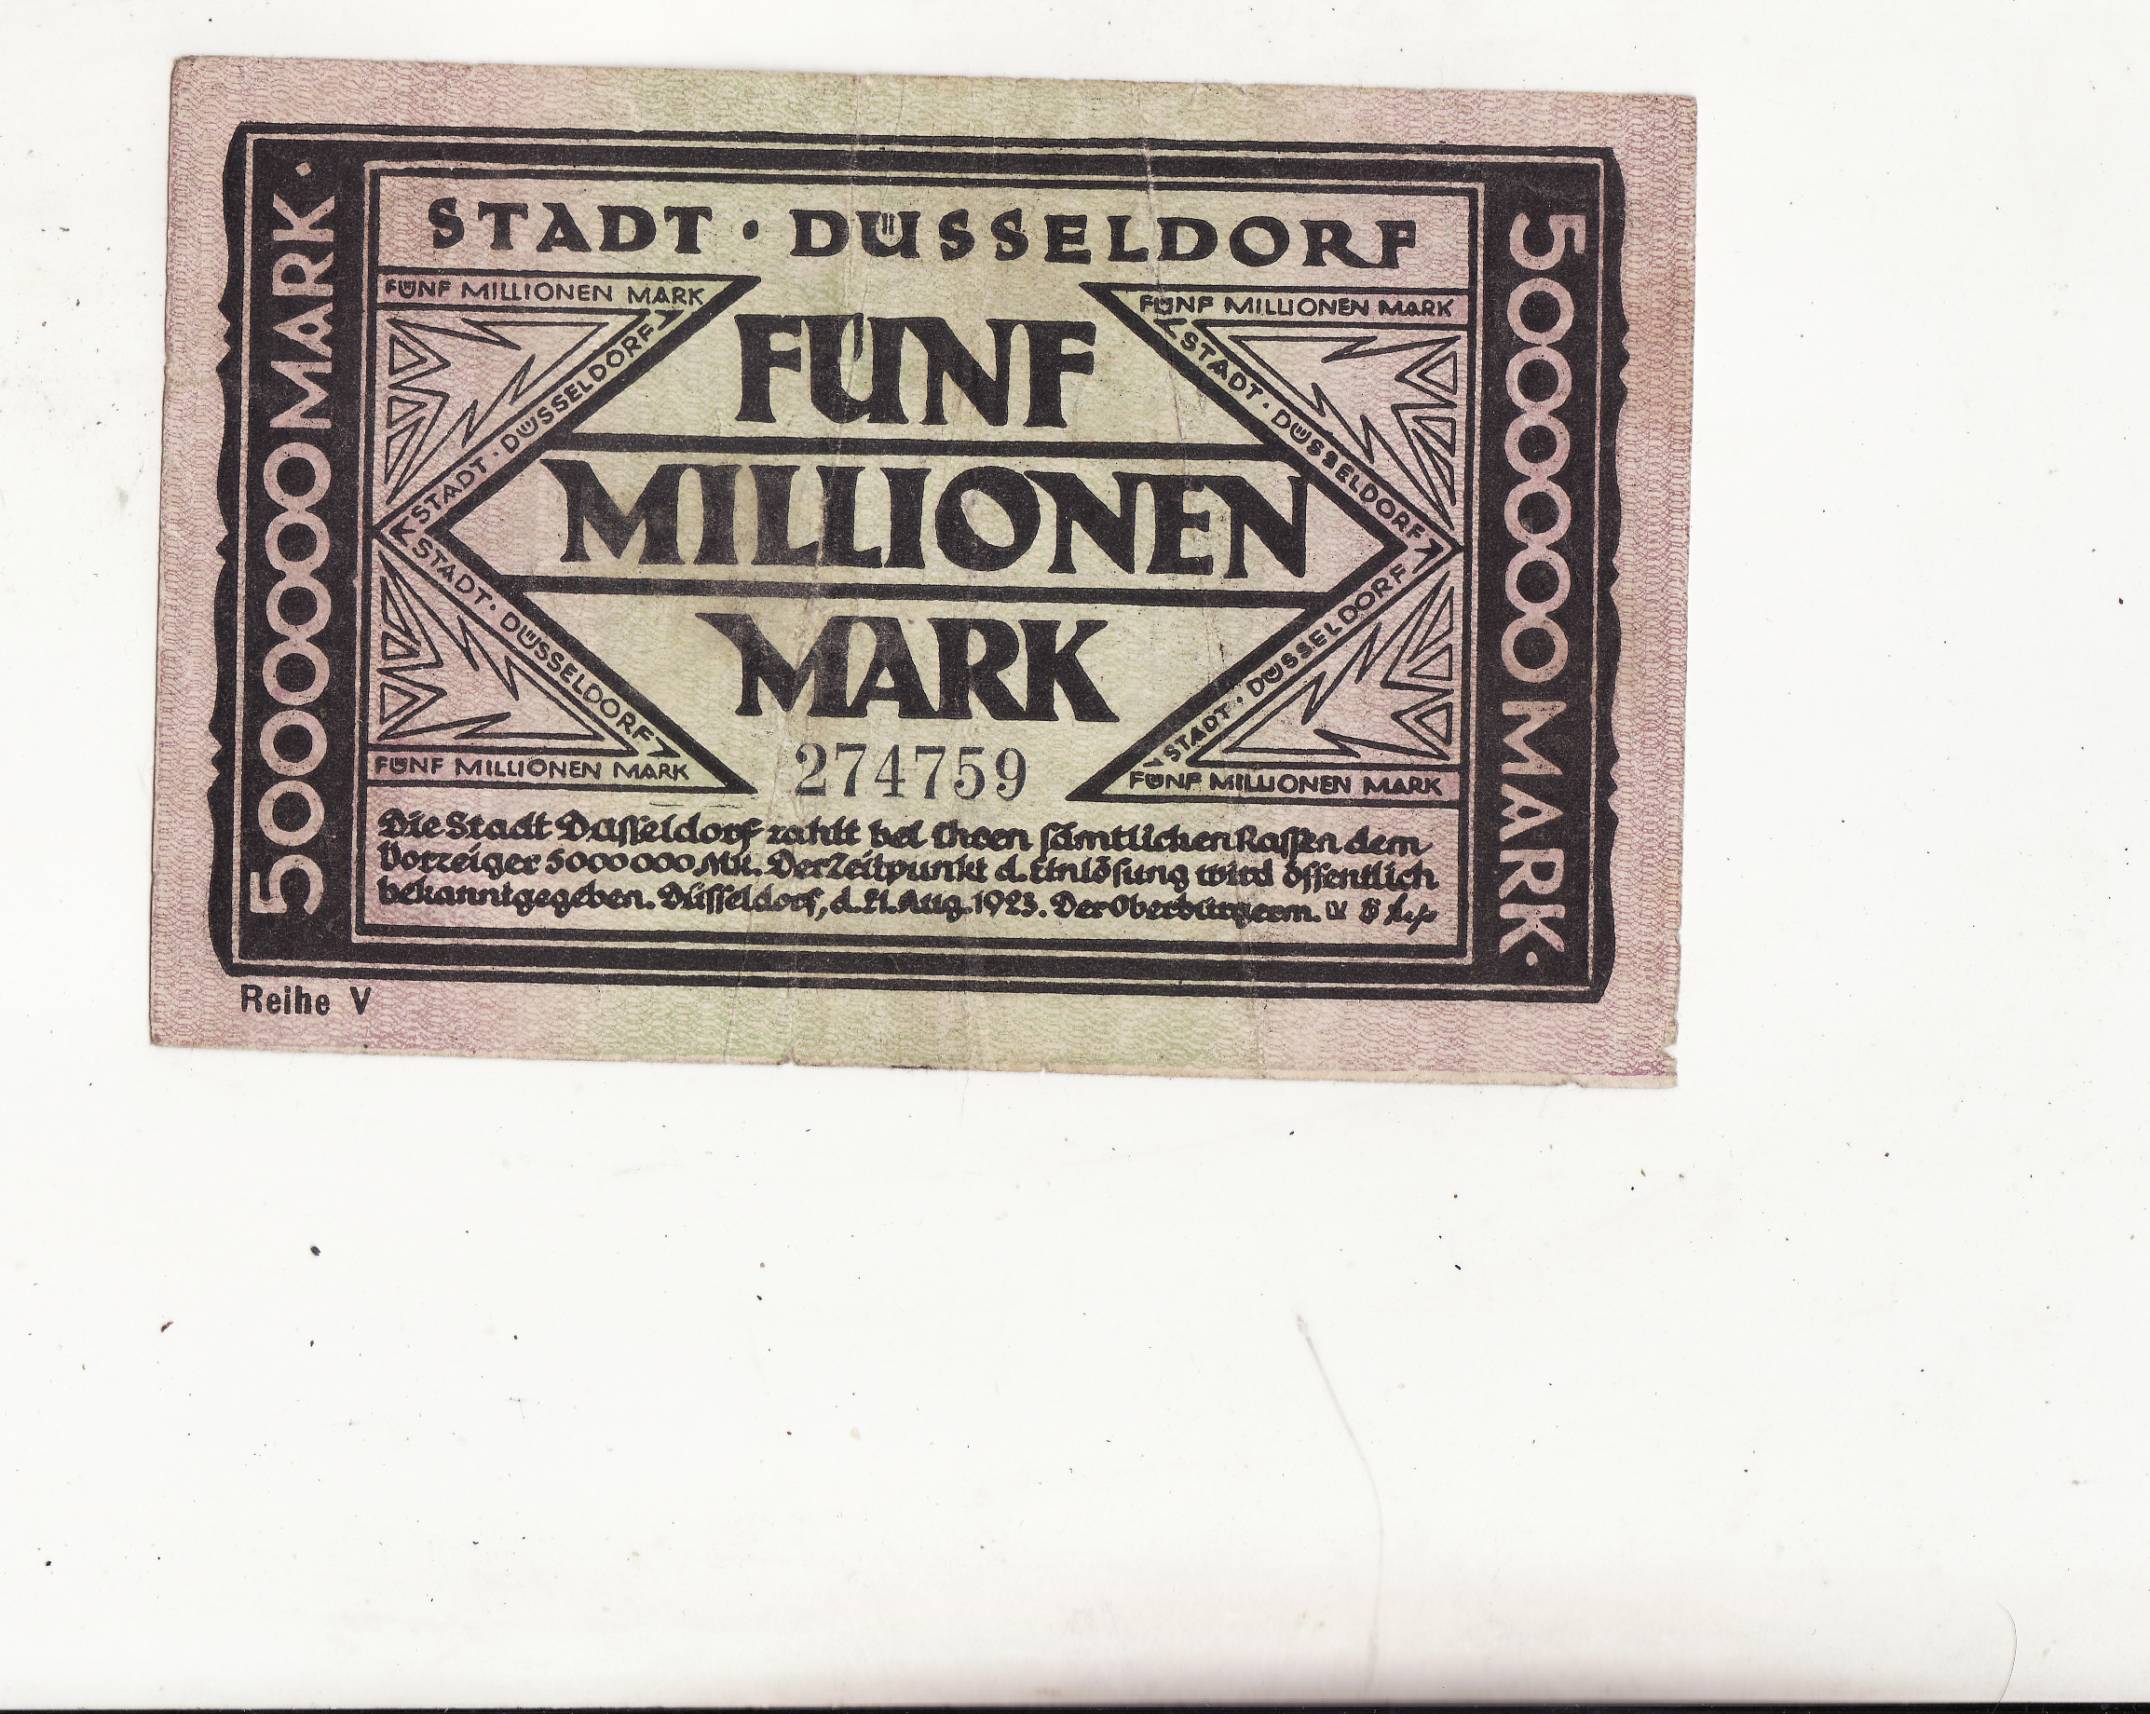 STADT · DÜSSELDORF
5000000 MARK ·
5000000 MARK ·
FÜNF MILLIONEN MARK
FÜNF MILLIONEN MARK
STADT · DÜSSELDORF
STADT · DÜSSELDORF
FÜNF
MILLIONEN
MARK
STADT · DÜSSELDORF
STADT · DÜSSELDORF
274759
FÜNF MILLIONEN MARK
FÜNF MILLIONEN MARK
Die Stadt Düsseldorf zahlt bei ihren sämtlichen Kassen dem
Vorzeiger 5000000 Mk. Der Zeitpunkt d. Einlösung wird öffentlich
bekanntgegeben. Düsseldorf, d. 21. Aug. 1923. Der Oberbürgerm.
Reihe V